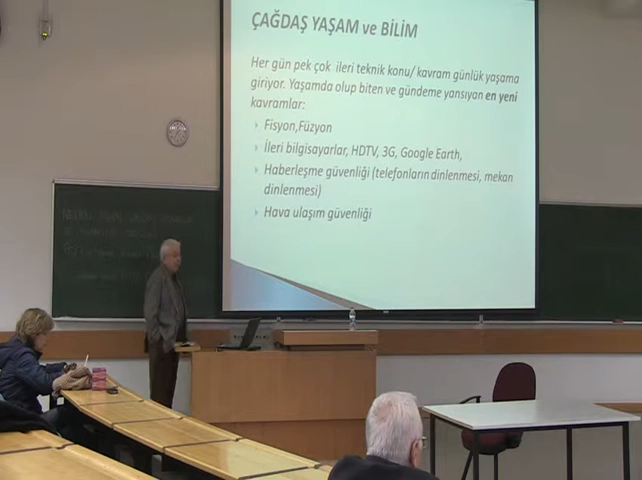 ÇAĞDAŞ YAŞAM ve BİLİM
Her gün pek çok ileri teknik konu/ kavram günlük yaşama
giriyor. Yaşamda olup biten ve gündeme yansıyan en yeni
kavramlar:
Fisyon,Füzyon
İleri bilgisayarlar, HDTV, 3G, Google Earth,
Haberleşme güvenliği (telefonların dinlenmesi, mekan
dinlenmesi)
Hava ulaşım güvenliği